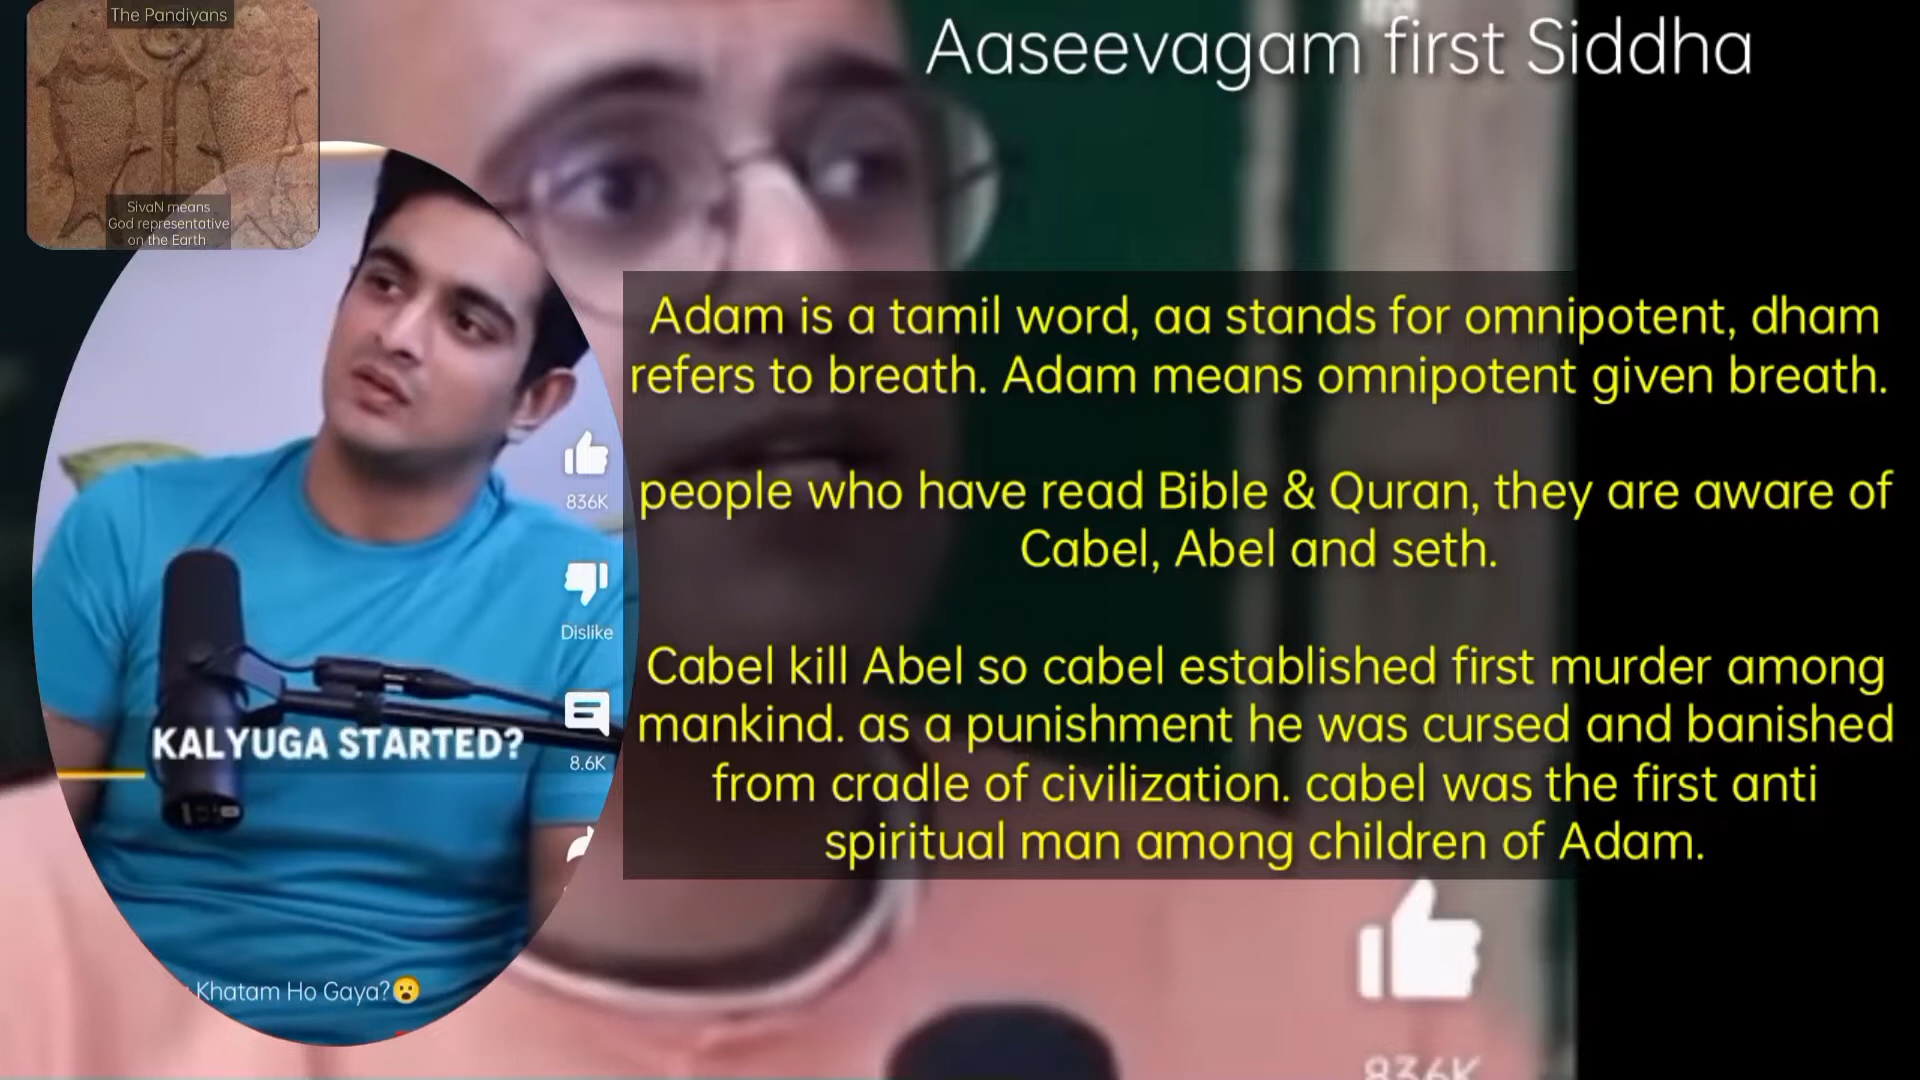 The Pandiyans
SivaN means
God representative
on the Earth
Aaseevagam first Siddha
Adam is a tamil word, aa stands for omnipotent, dham
refers to breath. Adam means omnipotent given breath.
people who have read Bible & Quran, they are aware of
Cabel, Abel and seth.
Cabel kill Abel so cabel established first murder among
mankind. as a punishment he was cursed and banished
from cradle of civilization. cabel was the first anti
spiritual man among children of Adam.
836K
Dislike
KALYUGA STARTED?
8.6K
Khatam Ho Gaya?😮
836K